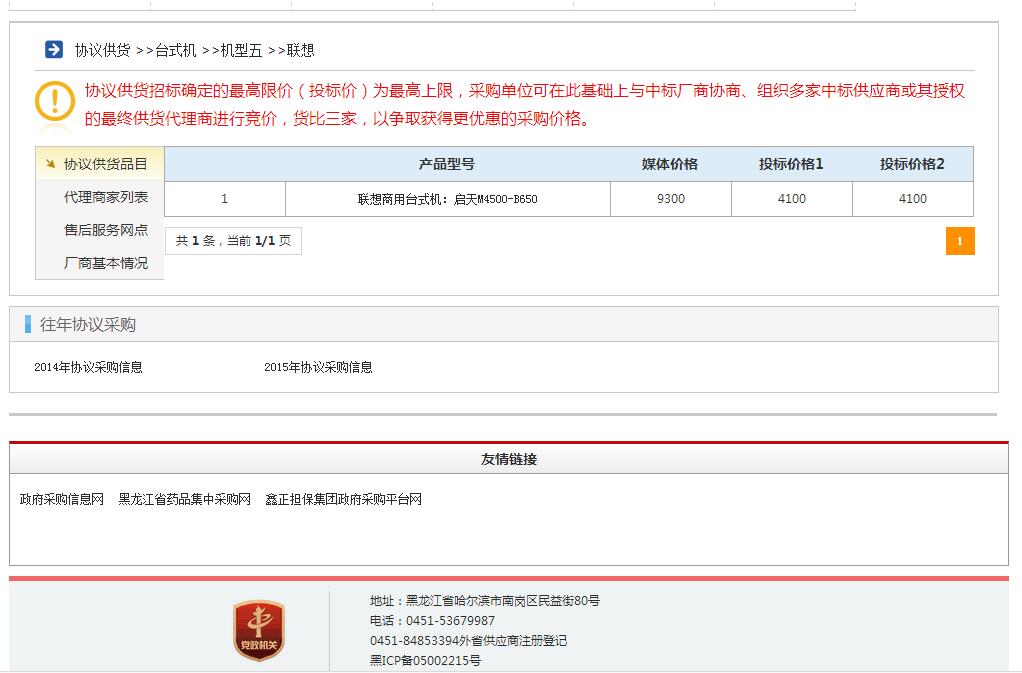 协议供货 >>台式机 >>机型五 >>联想
协议供货招标确定的最高限价（投标价）为最高上限，采购单位可在此基础上与中标厂商协商、组织多家中标供应商或其授权
的最终供货代理商进行竞价，货比三家，以争取获得更优惠的采购价格。
协议供货品目
代理商家列表
售后服务网点
厂商基本情况
产品型号 媒体价格 投标价格1 投标价格2
1 联想商用台式机：启天M4500-B650 9300 4100 4100
共 1 条，当前 1/1 页
1
往年协议采购
2014年协议采购信息 2015年协议采购信息
友情链接
政府采购信息网 黑龙江省药品集中采购网 鑫正担保集团政府采购平台网
党政机关
地址：黑龙江省哈尔滨市南岗区民益街80号
电话：0451-53679987
0451-84853394外省供应商注册登记
黑ICP备05002215号